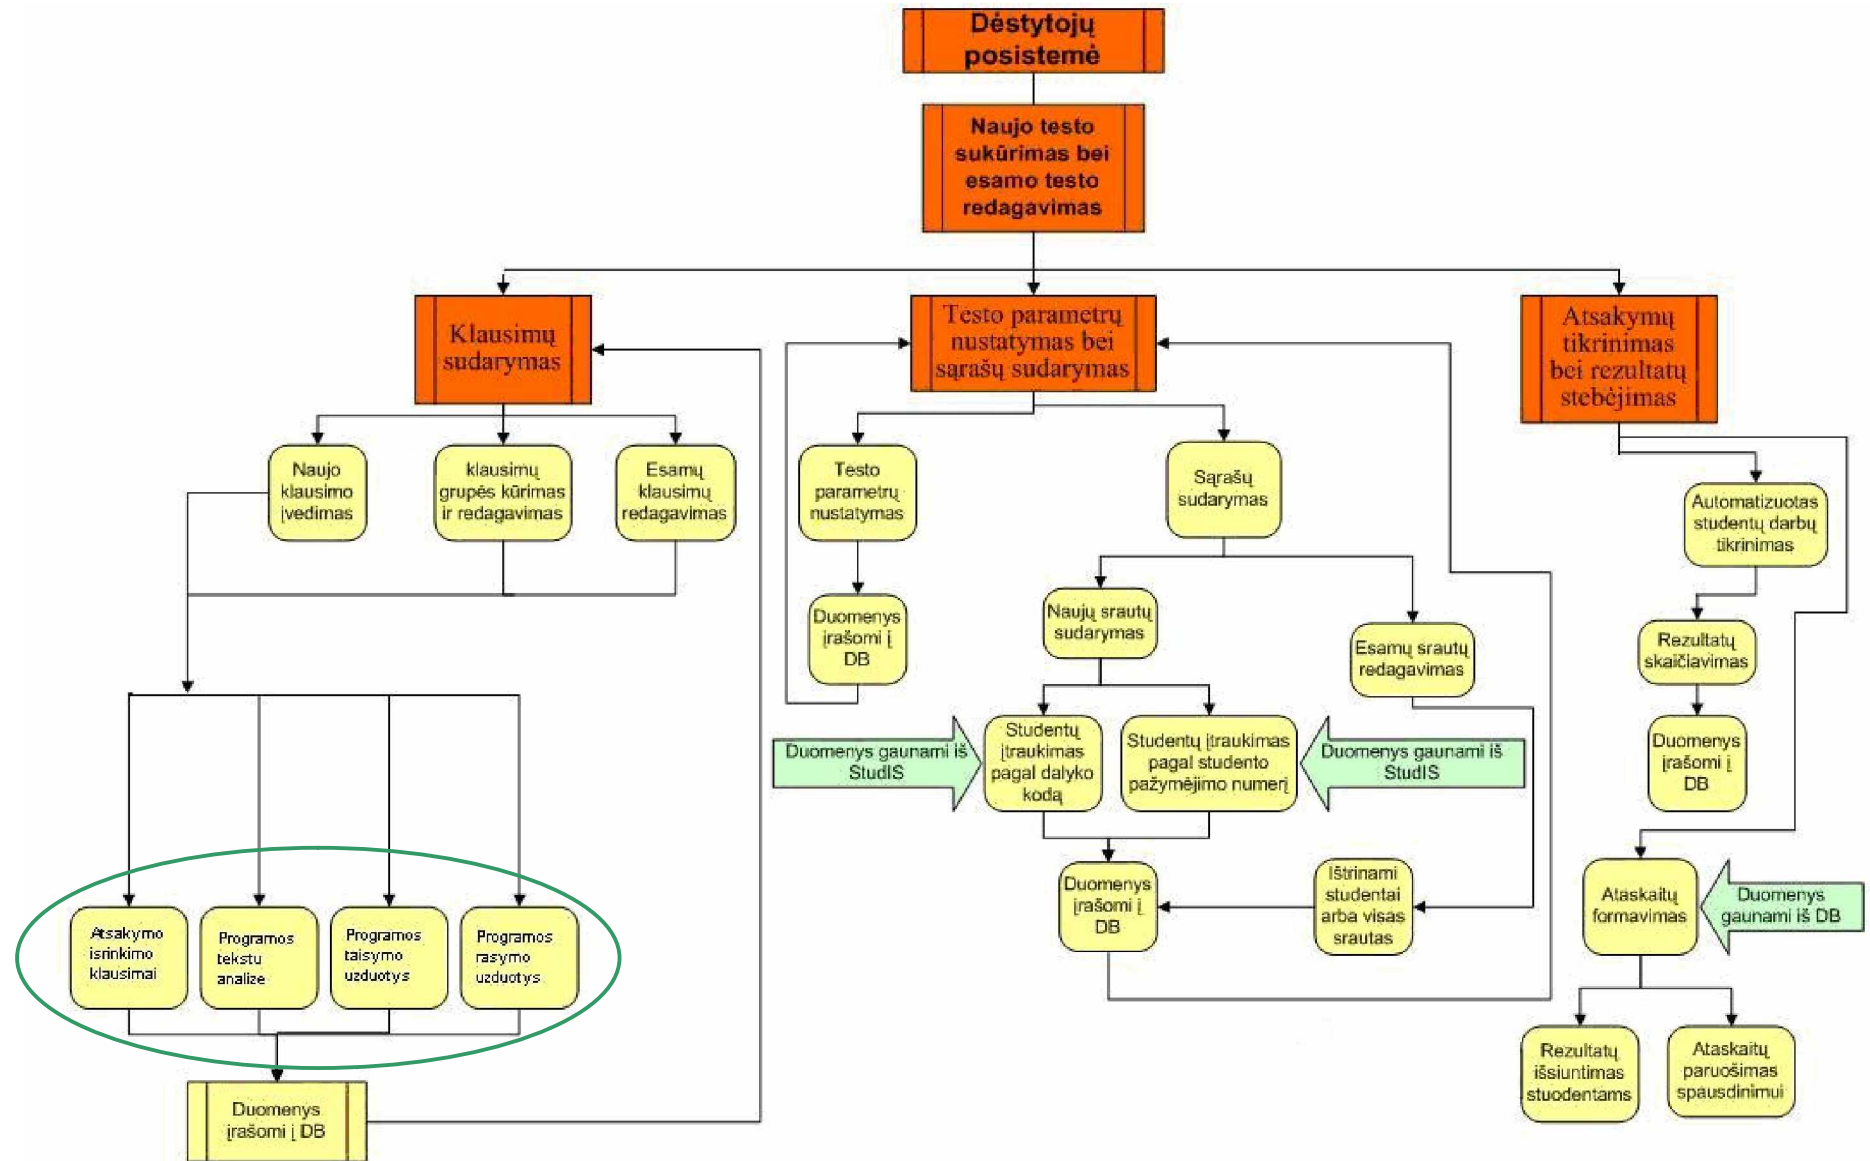 Dėstytojų
posistemė
Naujo testo
sukūrimas bei
esamo testo
redagavimas
Klausimų
sudarymas
Testo parametrų
nustatymas bei
sąrašų sudarymas
Atsakymų
tikrinimas
bei rezultatų
stebėjimas
Naujo
klausimo
įvedimas
klausimų
grupės kūrimas
ir redagavimas
Esamų
klausimų
redagavimas
Testo
parametrų
nustatymas
Sąrašų
sudarymas
Automatizuotas
studentų darbų
tikrinimas
Duomenys
įrašomi į
DB
Naujų srautų
sudarymas
Esamų srautų
redagavimas
Rezultatų
skaičiavimas
Duomenys gaunami iš
StudIS
Studentų
įtraukimas
pagal dalyko
kodą
Studentų įtraukimas
pagal studento
pažymėjimo numerį
Duomenys gaunami iš
StudIS
Duomenys
įrašomi į
DB
Duomenys
įrašomi į
DB
Ištrinami
studentai
arba visas
srautas
Ataskaitų
formavimas
Duomenys
gaunami iš DB
Atsakymo
isrinkimo
klausimai
Programos
tekstu
analize
Programos
taisymo
uzduotys
Programos
rasymo
uzduotys
Rezultatų
išsiuntimas
stuodentams
Ataskaitų
paruošimas
spausdinimui
Duomenys
įrašomi į DB